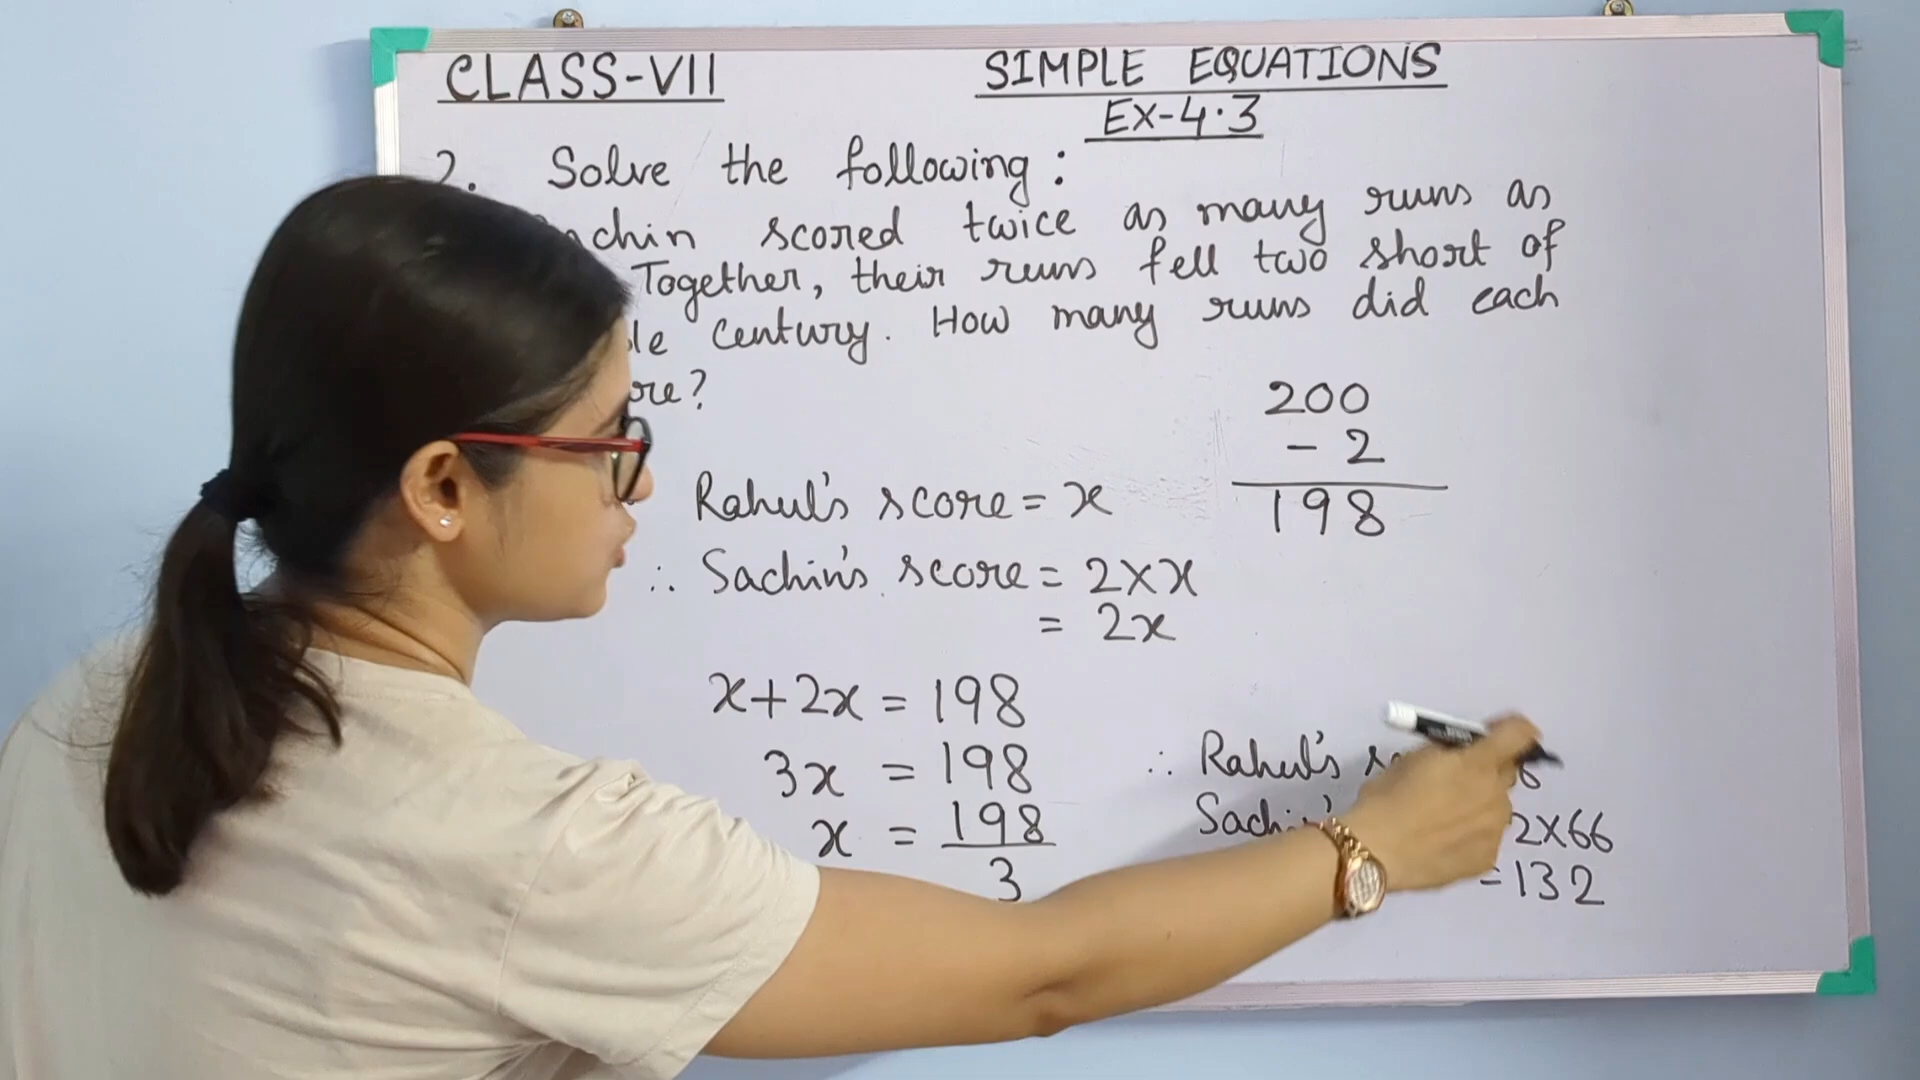 CLASS-VII
SIMPLE EQUATIONS
EX-4.3
2. Solve the following:
scored twice as many runs as
Together, their runs fell two short of
century. How many runs did each
200
- 2
198
Rahul's score = x
∴ Sachin's score = 2×x
= 2x
x+2x = 198
3x = 198
x = 198
3
∴ Rahul's
2×66
=132